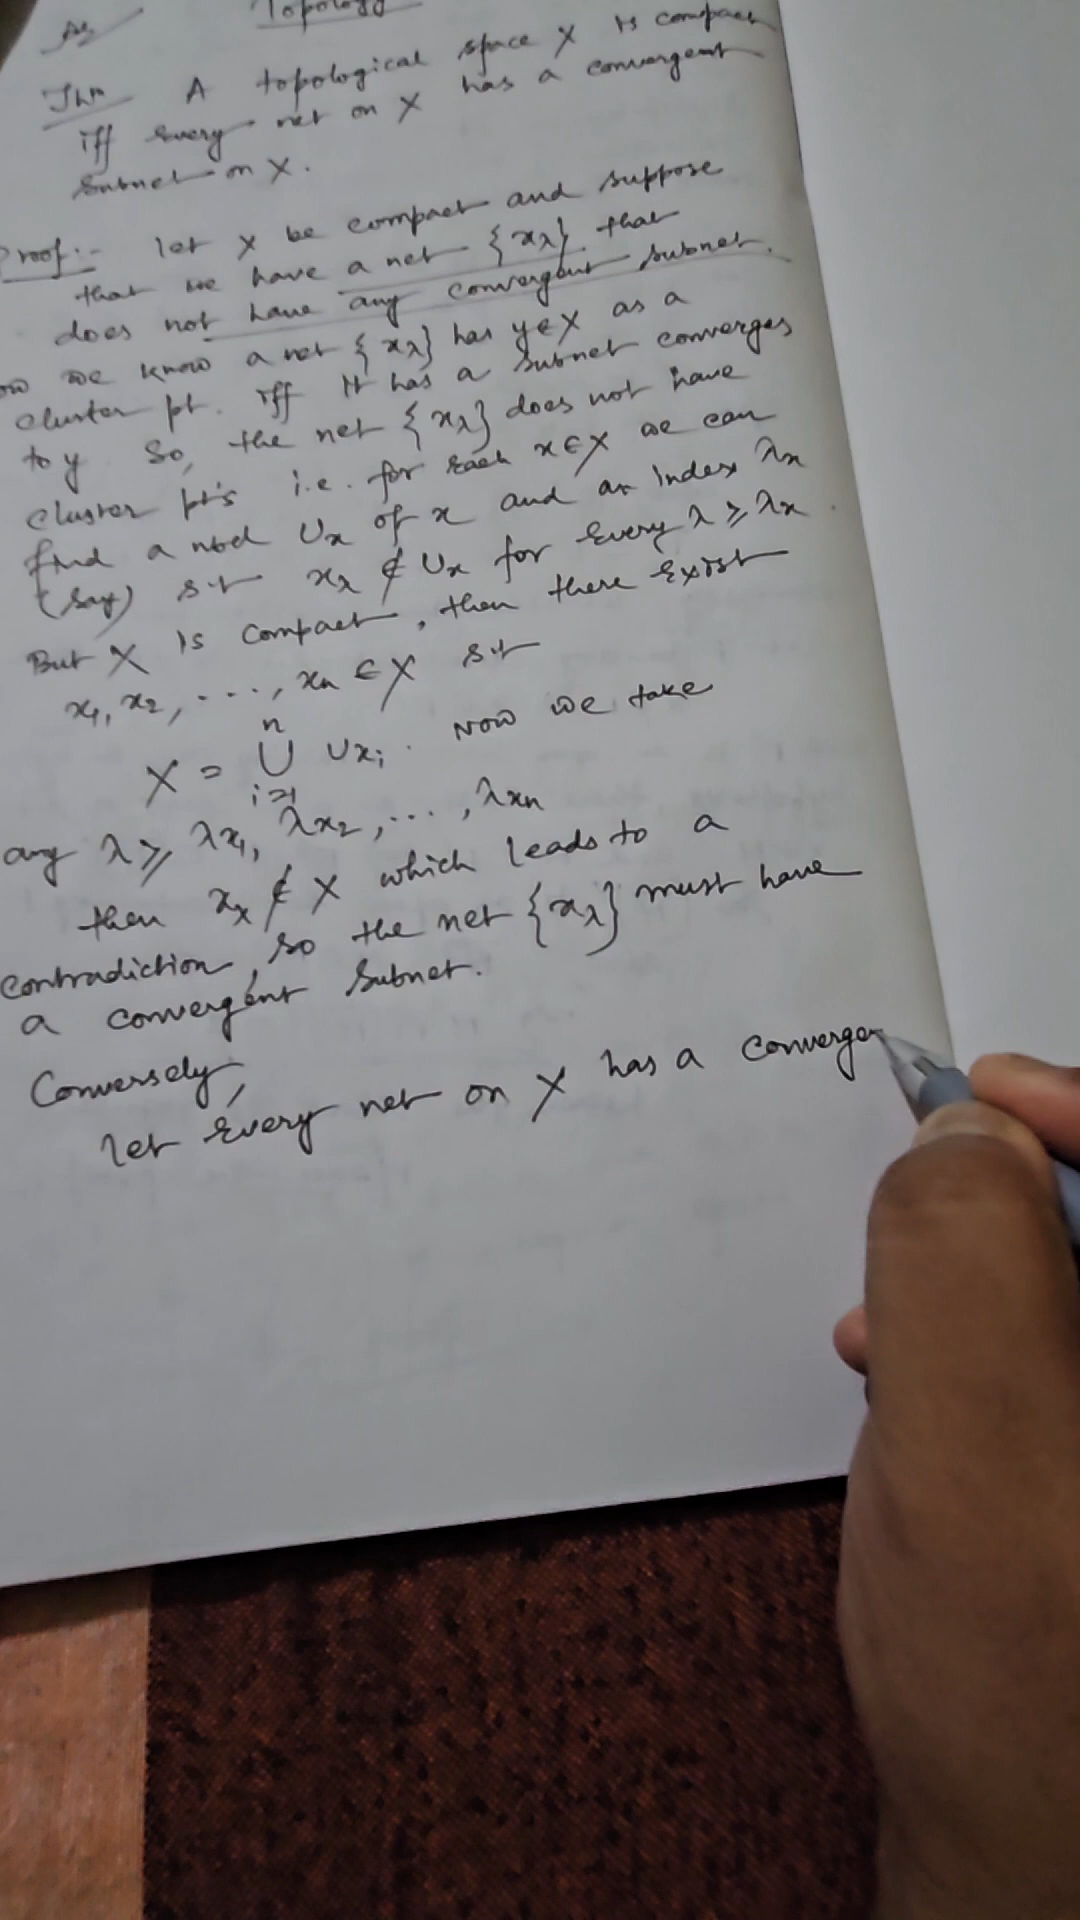 Topology
Thm A topological space X is compact
iff every net on X has a convergent
subnet on X.
Proof:- let X be compact and suppose
that we have a net {xλ} that
does not have any convergent subnet.
we know a net {xλ} has y∈X as a
cluster pt. iff it has a subnet converges
to y so, the net {xλ} does not have
cluster pt's i.e. for each x∈X we can
find a nbd Ux of x and an index λx
(say) s.t xλ ∉ Ux for every λ ≥ λx.
But X is compact, then there exist
x1, x2, ..., xn ∈ X s.t
n
X = ∪ Uxi. Now we take
i=1
any λ ≥ λx1, λx2, ..., λxn
then xλ ∉ X which leads to a
contradiction, so the net {xλ} must have
a convergent subnet.
Conversely,
let every net on X has a converge